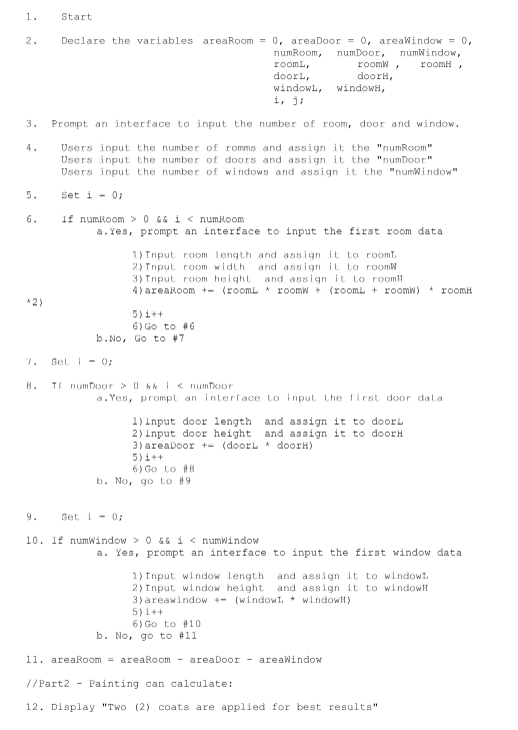 1. Start
2. Declare the variables areaRoom = 0, areaDoor = 0, areaWindow = 0,
numRoom, numDoor, numWindow,
roomL, roomW , roomH ,
doorL, doorH,
windowL, windowH,
i, j;
3. Prompt an interface to input the number of room, door and window.
4. Users input the number of romms and assign it the "numRoom"
Users input the number of doors and assign it the "numDoor"
Users input the number of windows and assign it the "numWindow"
5. Set i = 0;
6. If numRoom > 0 && i < numRoom
a.Yes, prompt an interface to input the first room data
1)Input room length and assign it to roomL
2)Input room width and assign it to roomW
3)Input room height and assign it to roomH
4)areaRoom += (roomL * roomW + (roomL + roomW) * roomH
*2)
5)i++
6)Go to #6
b.No, Go to #7
7. Set i = 0;
8. If numDoor > 0 && i < numDoor
a.Yes, prompt an interface to input the first door data
1)Input door length and assign it to doorL
2)Input door height and assign it to doorH
3)areaDoor += (doorL * doorH)
5)i++
6)Go to #8
b. No, go to #9
9. Set i = 0;
10. If numWindow > 0 && i < numWindow
a. Yes, prompt an interface to input the first window data
1)Input window length and assign it to windowL
2)Input window height and assign it to windowH
3)areawindow += (windowL * windowH)
5)i++
6)Go to #10
b. No, go to #11
11. areaRoom = areaRoom - areaDoor - areaWindow
//Part2 - Painting can calculate:
12. Display "Two (2) coats are applied for best results"